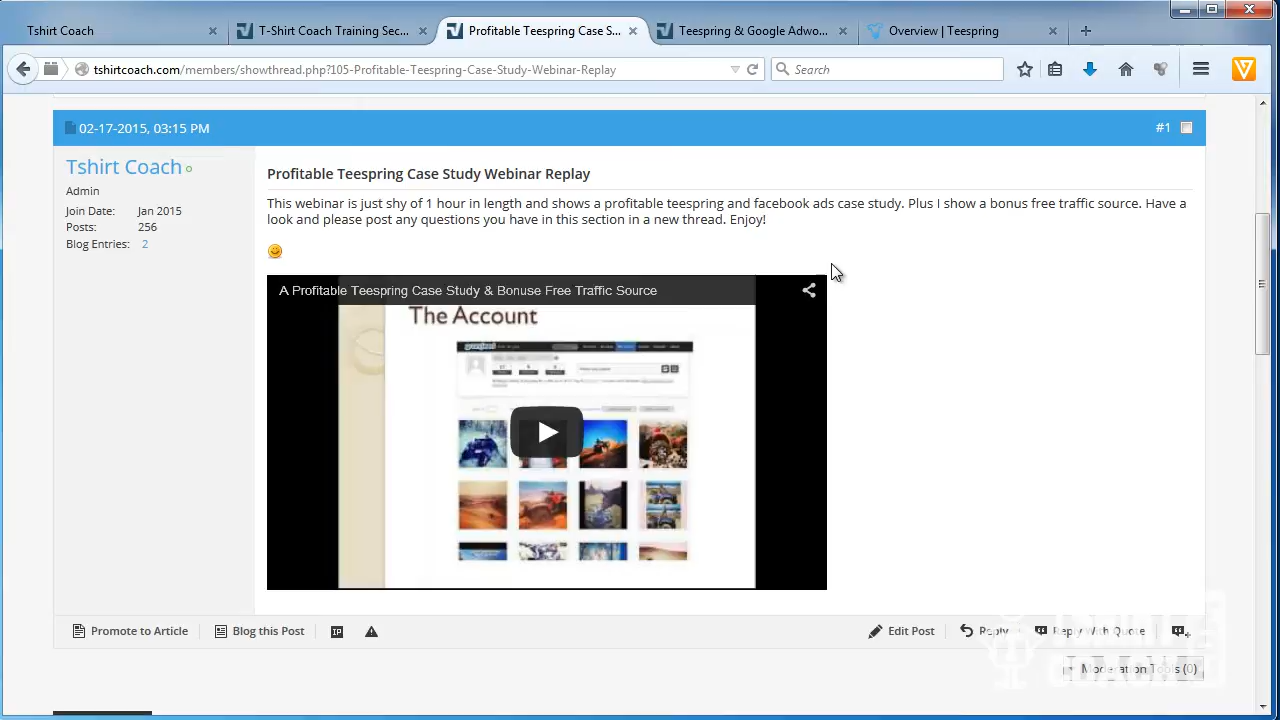 Tshirt Coach
T-Shirt Coach Training Sec...
Profitable Teespring Case S...
Teespring & Google Adwo...
Overview | Teespring
tshirtcoach.com/members/showthread.php?105-Profitable-Teespring-Case-Study-Webinar-Replay
Search
02-17-2015, 03:15 PM
#1
Tshirt Coach
Admin
Join Date: Jan 2015
Posts: 256
Blog Entries: 2
Profitable Teespring Case Study Webinar Replay
This webinar is just shy of 1 hour in length and shows a profitable teespring and facebook ads case study. Plus I show a bonus free traffic source. Have a
look and please post any questions you have in this section in a new thread. Enjoy!
A Profitable Teespring Case Study & Bonuse Free Traffic Source
The Account
Promote to Article
Blog this Post
IP
Edit Post
Reply
Reply With Quote
Moderation Tools (0)